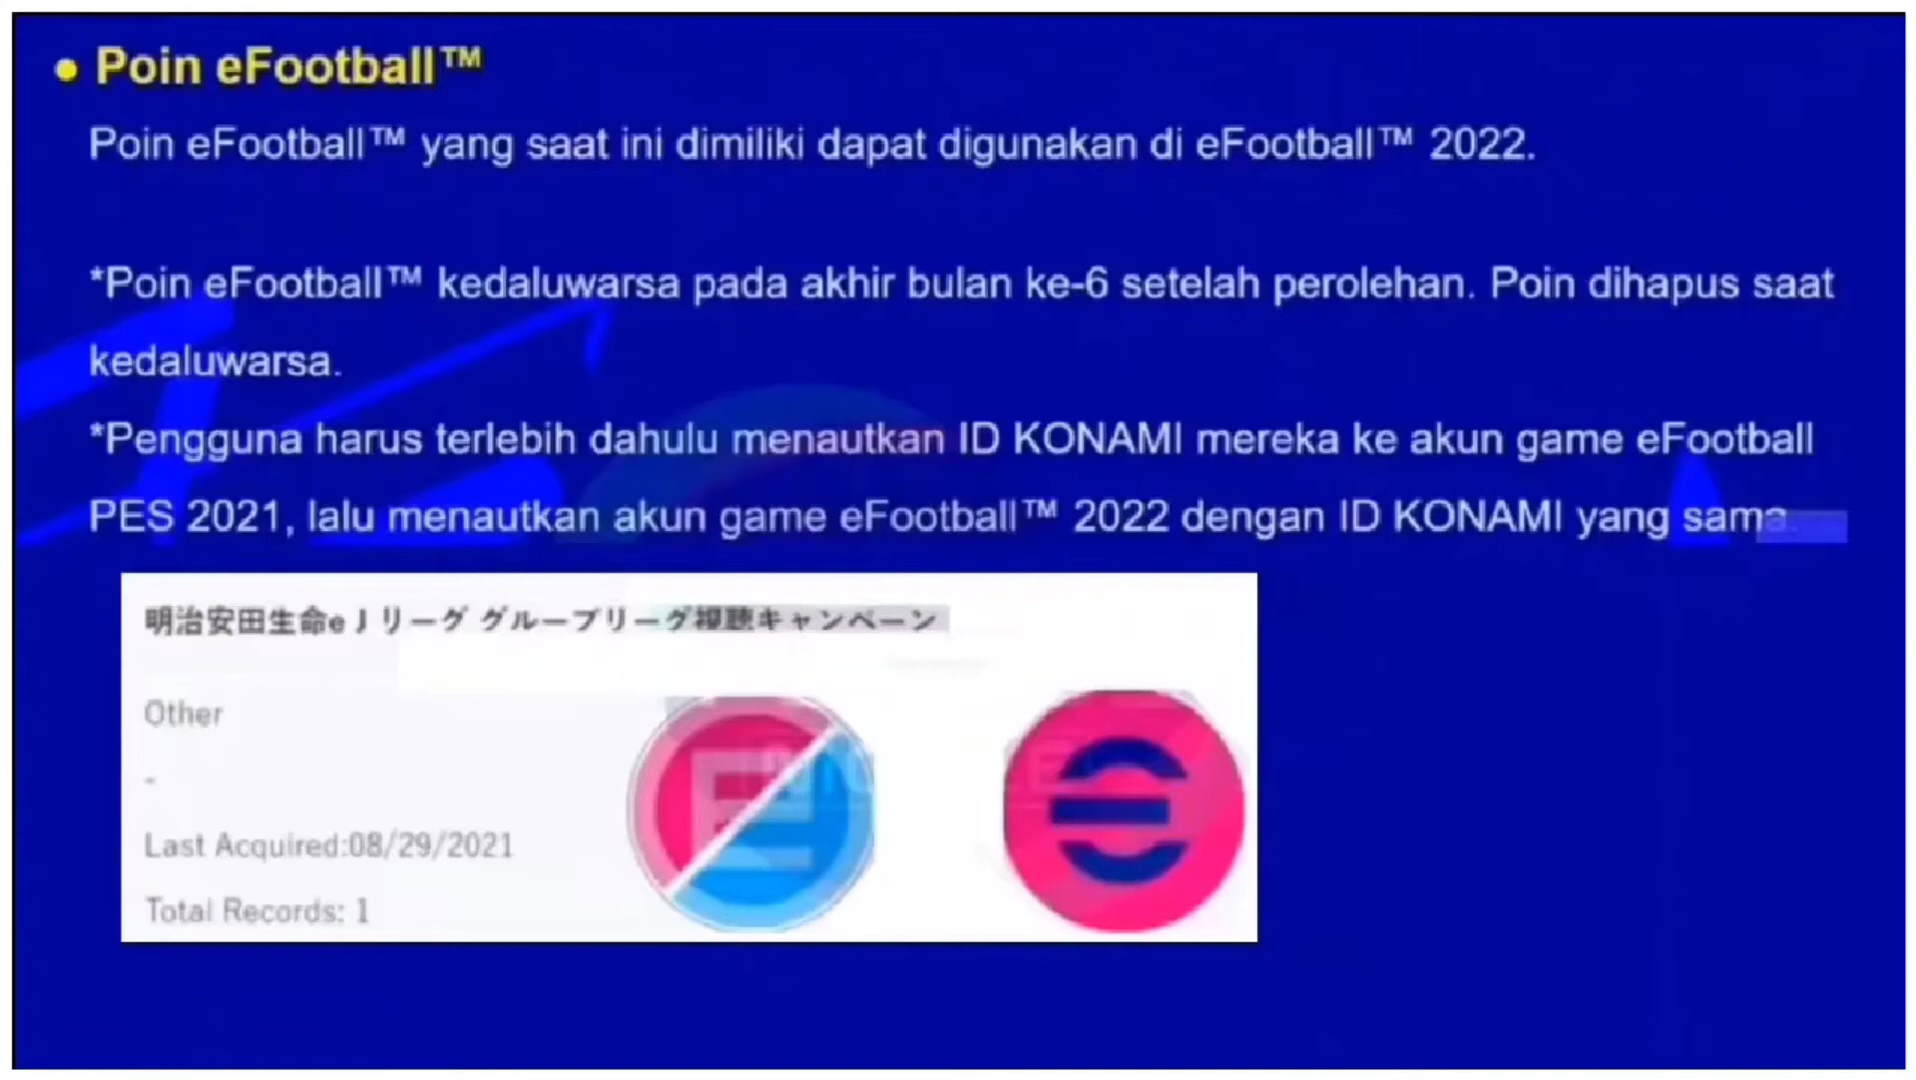 • Poin eFootball™
Poin eFootball™ yang saat ini dimiliki dapat digunakan di eFootball™ 2022.
*Poin eFootball™ kedaluwarsa pada akhir bulan ke-6 setelah perolehan. Poin dihapus saat
kedaluwarsa.
*Pengguna harus terlebih dahulu menautkan ID KONAMI mereka ke akun game eFootball
PES 2021, lalu menautkan akun game eFootball™ 2022 dengan ID KONAMI yang sama.
明治安田生命eJリーグ グループリーグ視聴キャンペーン
Other
-
Last Acquired:08/29/2021
Total Records: 1